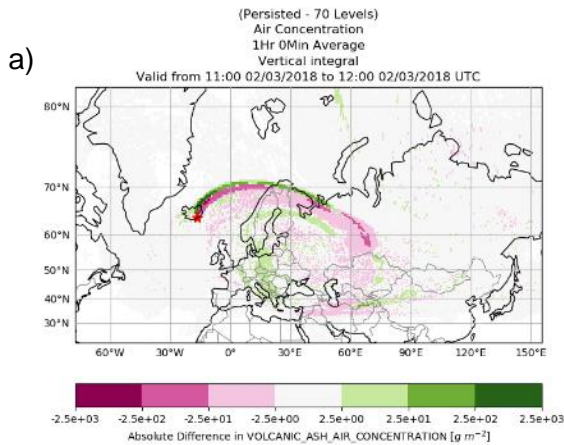 (Persisted - 70 Levels)
Air Concentration
1Hr 0Min Average
Vertical integral
Valid from 11:00 02/03/2018 to 12:00 02/03/2018 UTC
a)
80°N
70°N
60°N
50°N
40°N
30°N
60°W 30°W 0° 30°E 60°E 90°E 120°E 150°E
-2.5e+03 -2.5e+02 -2.5e+01 -2.5e+00 2.5e+00 2.5e+01 2.5e+02 2.5e+03
Absolute Difference in VOLCANIC_ASH_AIR_CONCENTRATION [g m⁻²]